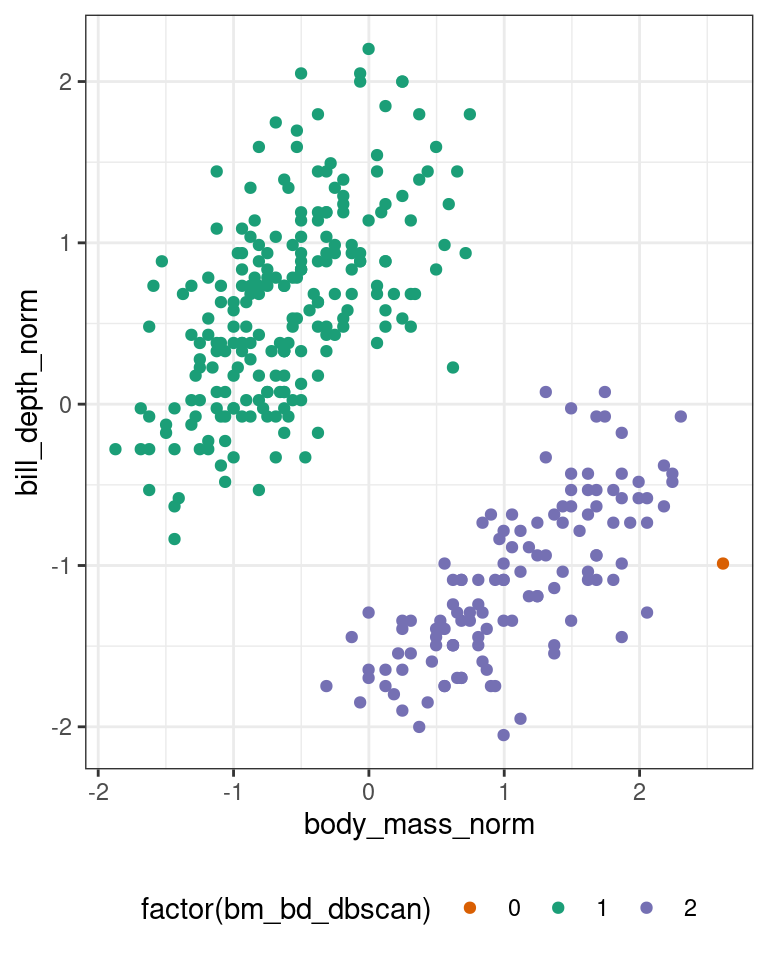 2
1
0
-1
-2
bill_depth_norm
-2 -1 0 1 2
body_mass_norm
factor(bm_bd_dbscan) 0 1 2